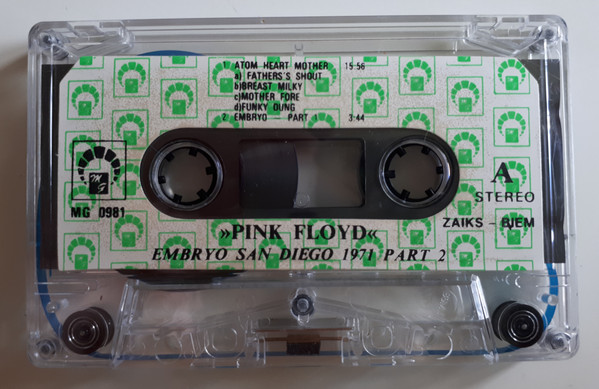 1 ATOM HEART MOTHER 15:56
a) FATHERS'S SHOUT
b)BREAST MILKY
c)MOTHER FORE
d)FUNKY DUNG
2 EMBRYO PART 1 3:44
MG
MG 0981
A
STEREO
ZAIKS - BIEM
»PINK FLOYD«
EMBRYO SAN DIEGO 1971 PART 2